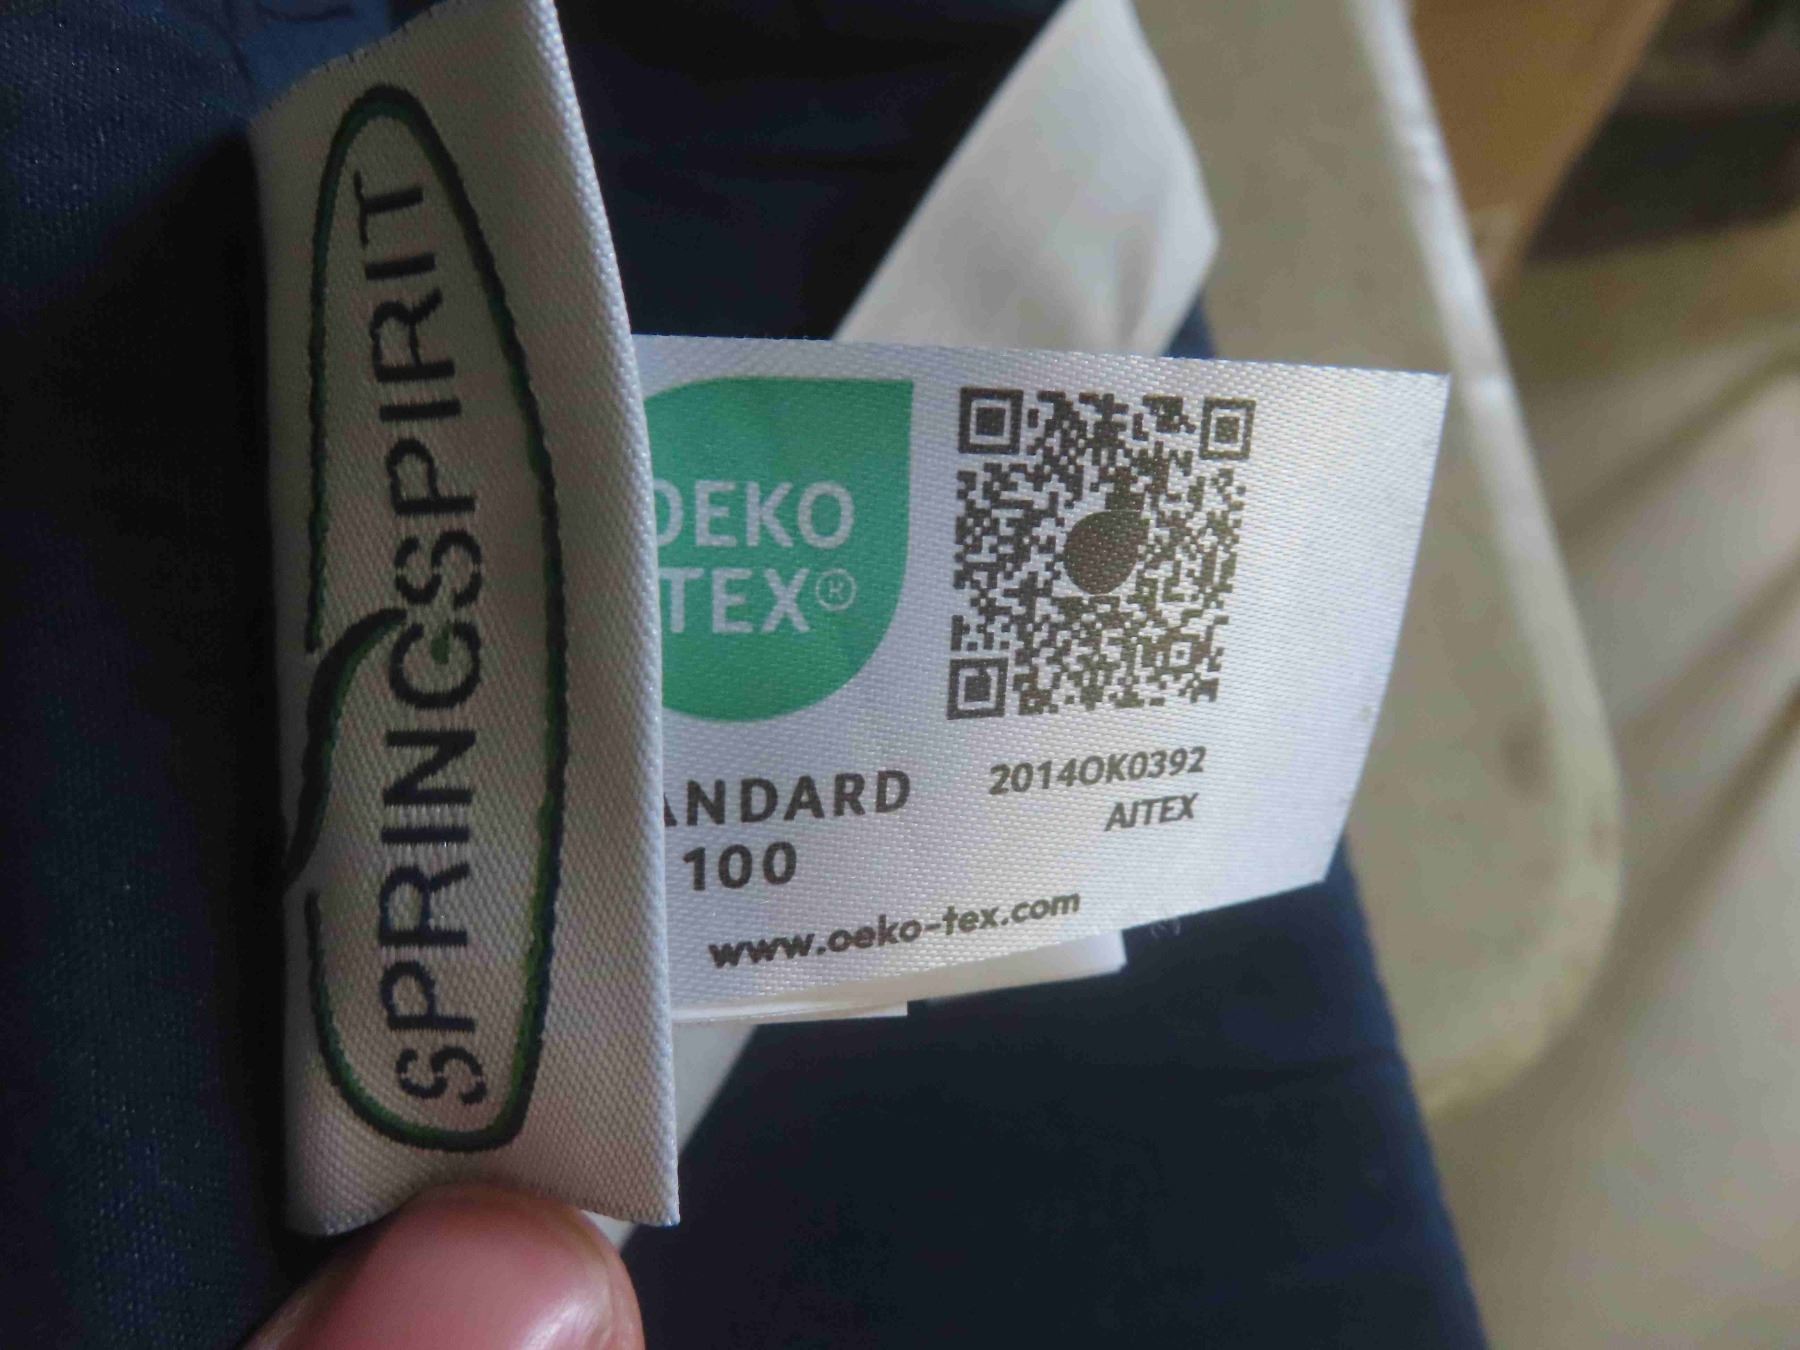 SPRINGSPIRIT
OEKO
TEX®
ANDARD
100
2014OK0392
AITEX
www.oeko-tex.com